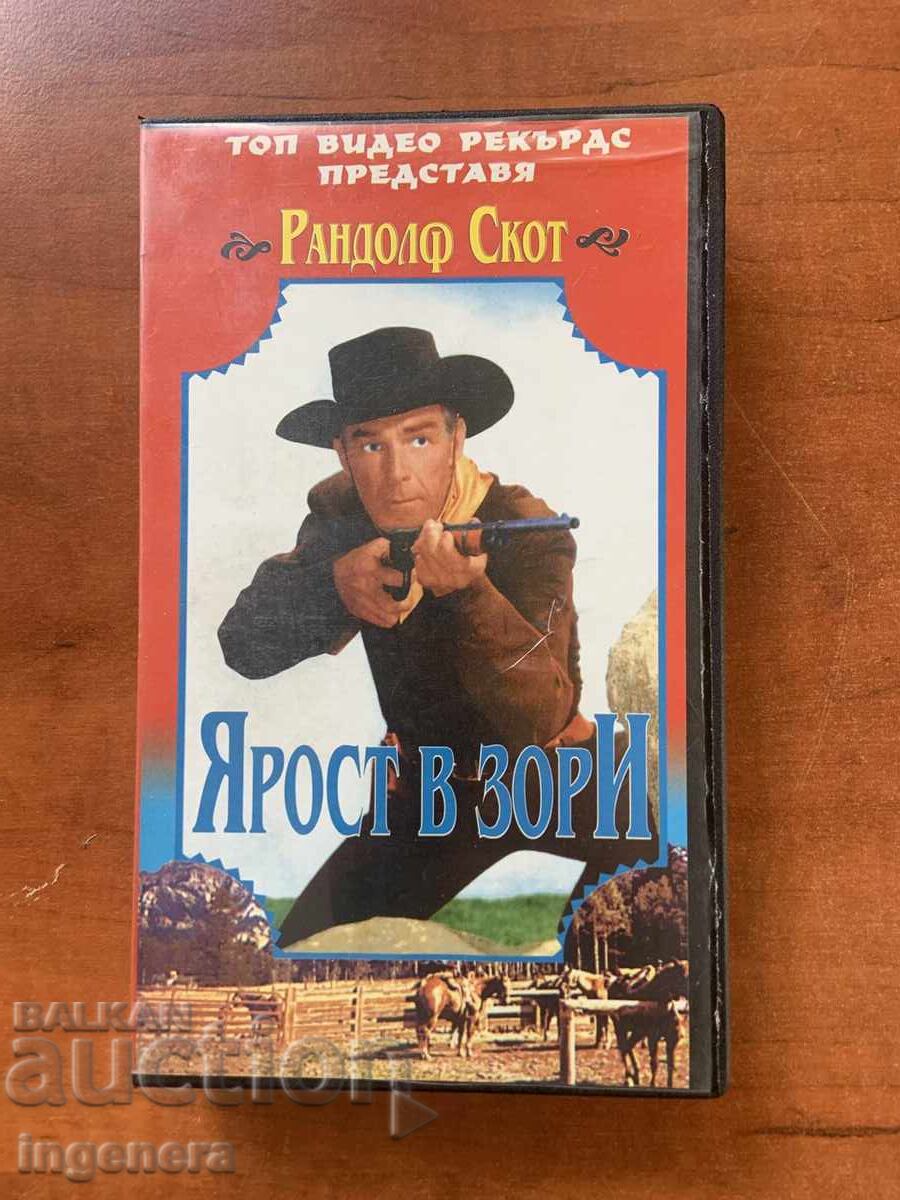 ТОП ВИДЕО РЕКЪРДС
ПРЕДСТАВЯ
РАНДОЛФ СКОТ
ЯРОСТ В ЗОРИ
BALKAN
auction
ingenera